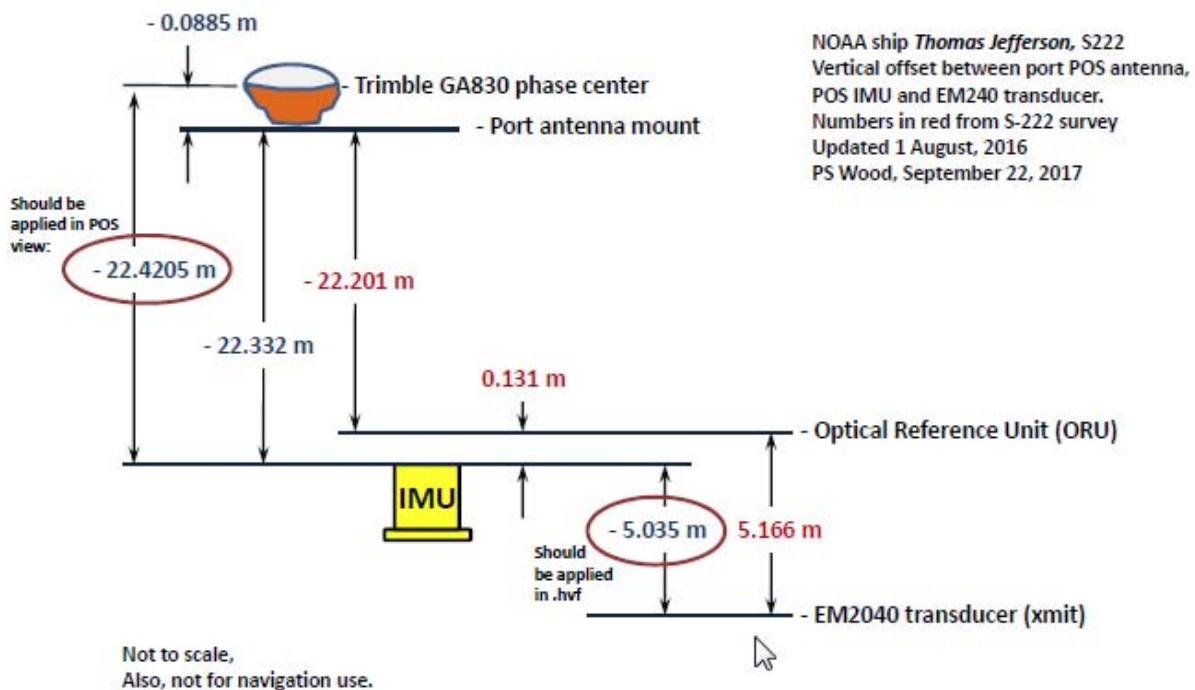 - 0.0885 m
- Trimble GA830 phase center
- Port antenna mount
NOAA ship Thomas Jefferson, S222
Vertical offset between port POS antenna,
POS IMU and EM240 transducer.
Numbers in red from S-222 survey
Updated 1 August, 2016
PS Wood, September 22, 2017
Should be
applied in POS
view:
- 22.4205 m
- 22.201 m
- 22.332 m
0.131 m
- Optical Reference Unit (ORU)
IMU
- 5.035 m
5.166 m
Should
be applied
in .hvf
- EM2040 transducer (xmit)
Not to scale,
Also, not for navigation use.